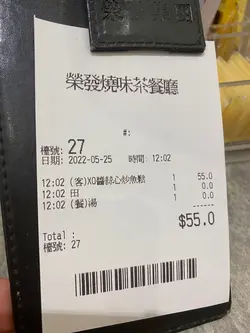 榮發燒味茶餐廳
#:
檯號: 27
日期: 2022-05-25 時間: 12:02
12:02 (客)XO醬絲心炒魚鬆 1 55.0
12:02 田 1 0.0
12:02 (餐)湯 1 0.0
$55.0
Total :
檯號: 27